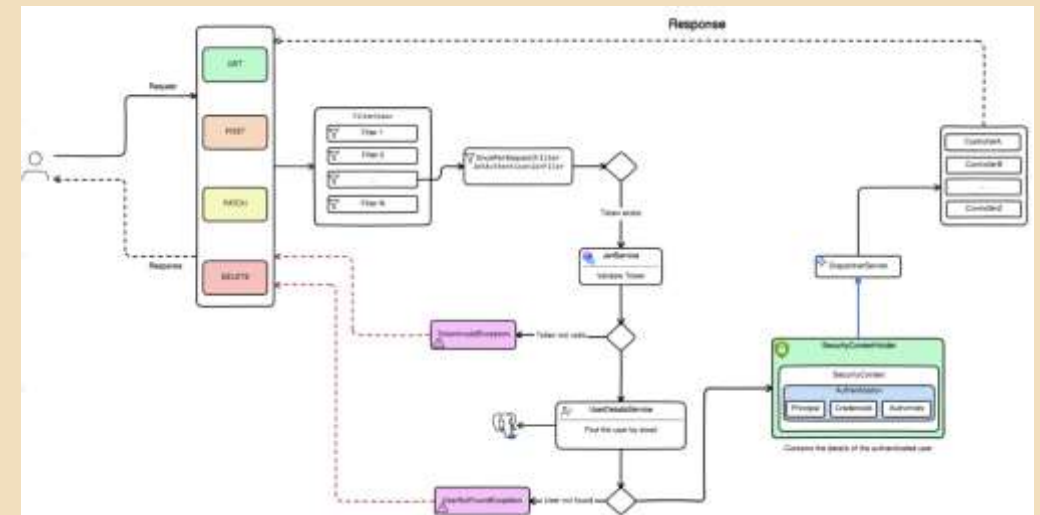 Response
GET
Request
POST
PATCH
Response
DELETE
FilterChain
Filter 1
Filter 2
Filter N
OncePerRequestFilter
JwtAuthenticationFilter
Token exists
JwtService
Validate Token
Token not valid
UserDetailsService
Find the user by email
User not found
UserNotFoundException
ControllerA
ControllerB
...
ControllerZ
DispatcherServlet
SecurityContextHolder
SecurityContext
Authentication
Principal
Credentials
Authorities
Contains the details of the authenticated user